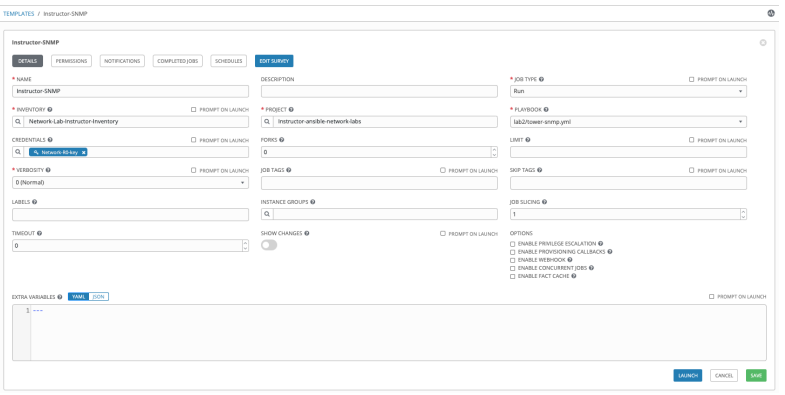 TEMPLATES / Instructor-SNMP
Instructor-SNMP
DETAILS PERMISSIONS NOTIFICATIONS COMPLETED JOBS SCHEDULES EDIT SURVEY
* NAME DESCRIPTION * JOB TYPE PROMPT ON LAUNCH
Instructor-SNMP Run
* INVENTORY PROMPT ON LAUNCH * PROJECT * PLAYBOOK PROMPT ON LAUNCH
Network-Lab-Instructor-Inventory Instructor-ansible-network-labs lab2/tower-snmp.yml
CREDENTIALS PROMPT ON LAUNCH FORKS LIMIT PROMPT ON LAUNCH
Network-R0-key x 0
* VERBOSITY PROMPT ON LAUNCH JOB TAGS PROMPT ON LAUNCH SKIP TAGS PROMPT ON LAUNCH
0 (Normal)
LABELS INSTANCE GROUPS JOB SLICING
1
TIMEOUT SHOW CHANGES PROMPT ON LAUNCH OPTIONS
0
ENABLE PRIVILEGE ESCALATION
ENABLE PROVISIONING CALLBACKS
ENABLE WEBHOOK
ENABLE CONCURRENT JOBS
ENABLE FACT CACHE
EXTRA VARIABLES YAML JSON PROMPT ON LAUNCH
1 ---
LAUNCH CANCEL SAVE